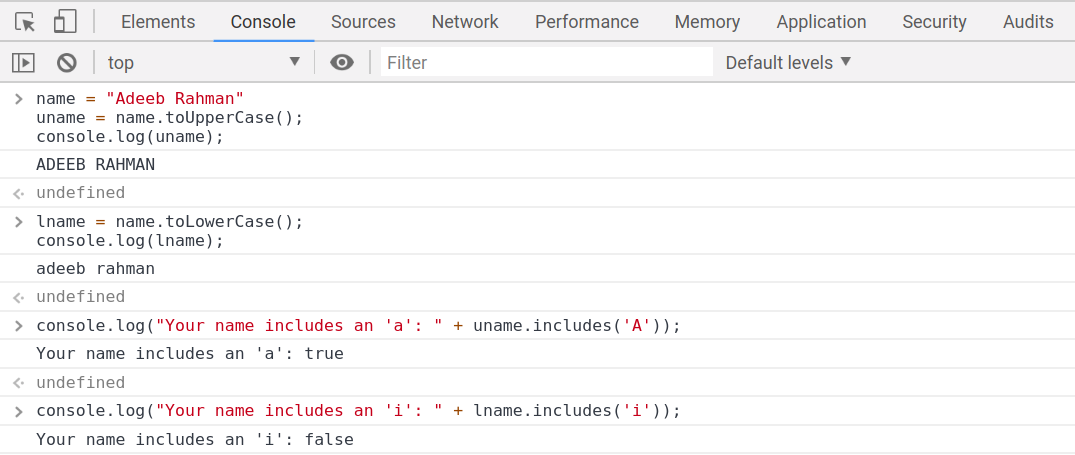 Elements Console Sources Network Performance Memory Application Security Audits
top Filter Default levels
name = "Adeeb Rahman"
uname = name.toUpperCase();
console.log(uname);
ADEEB RAHMAN
undefined
lname = name.toLowerCase();
console.log(lname);
adeeb rahman
undefined
console.log("Your name includes an 'a': " + uname.includes('A'));
Your name includes an 'a': true
undefined
console.log("Your name includes an 'i': " + lname.includes('i'));
Your name includes an 'i': false